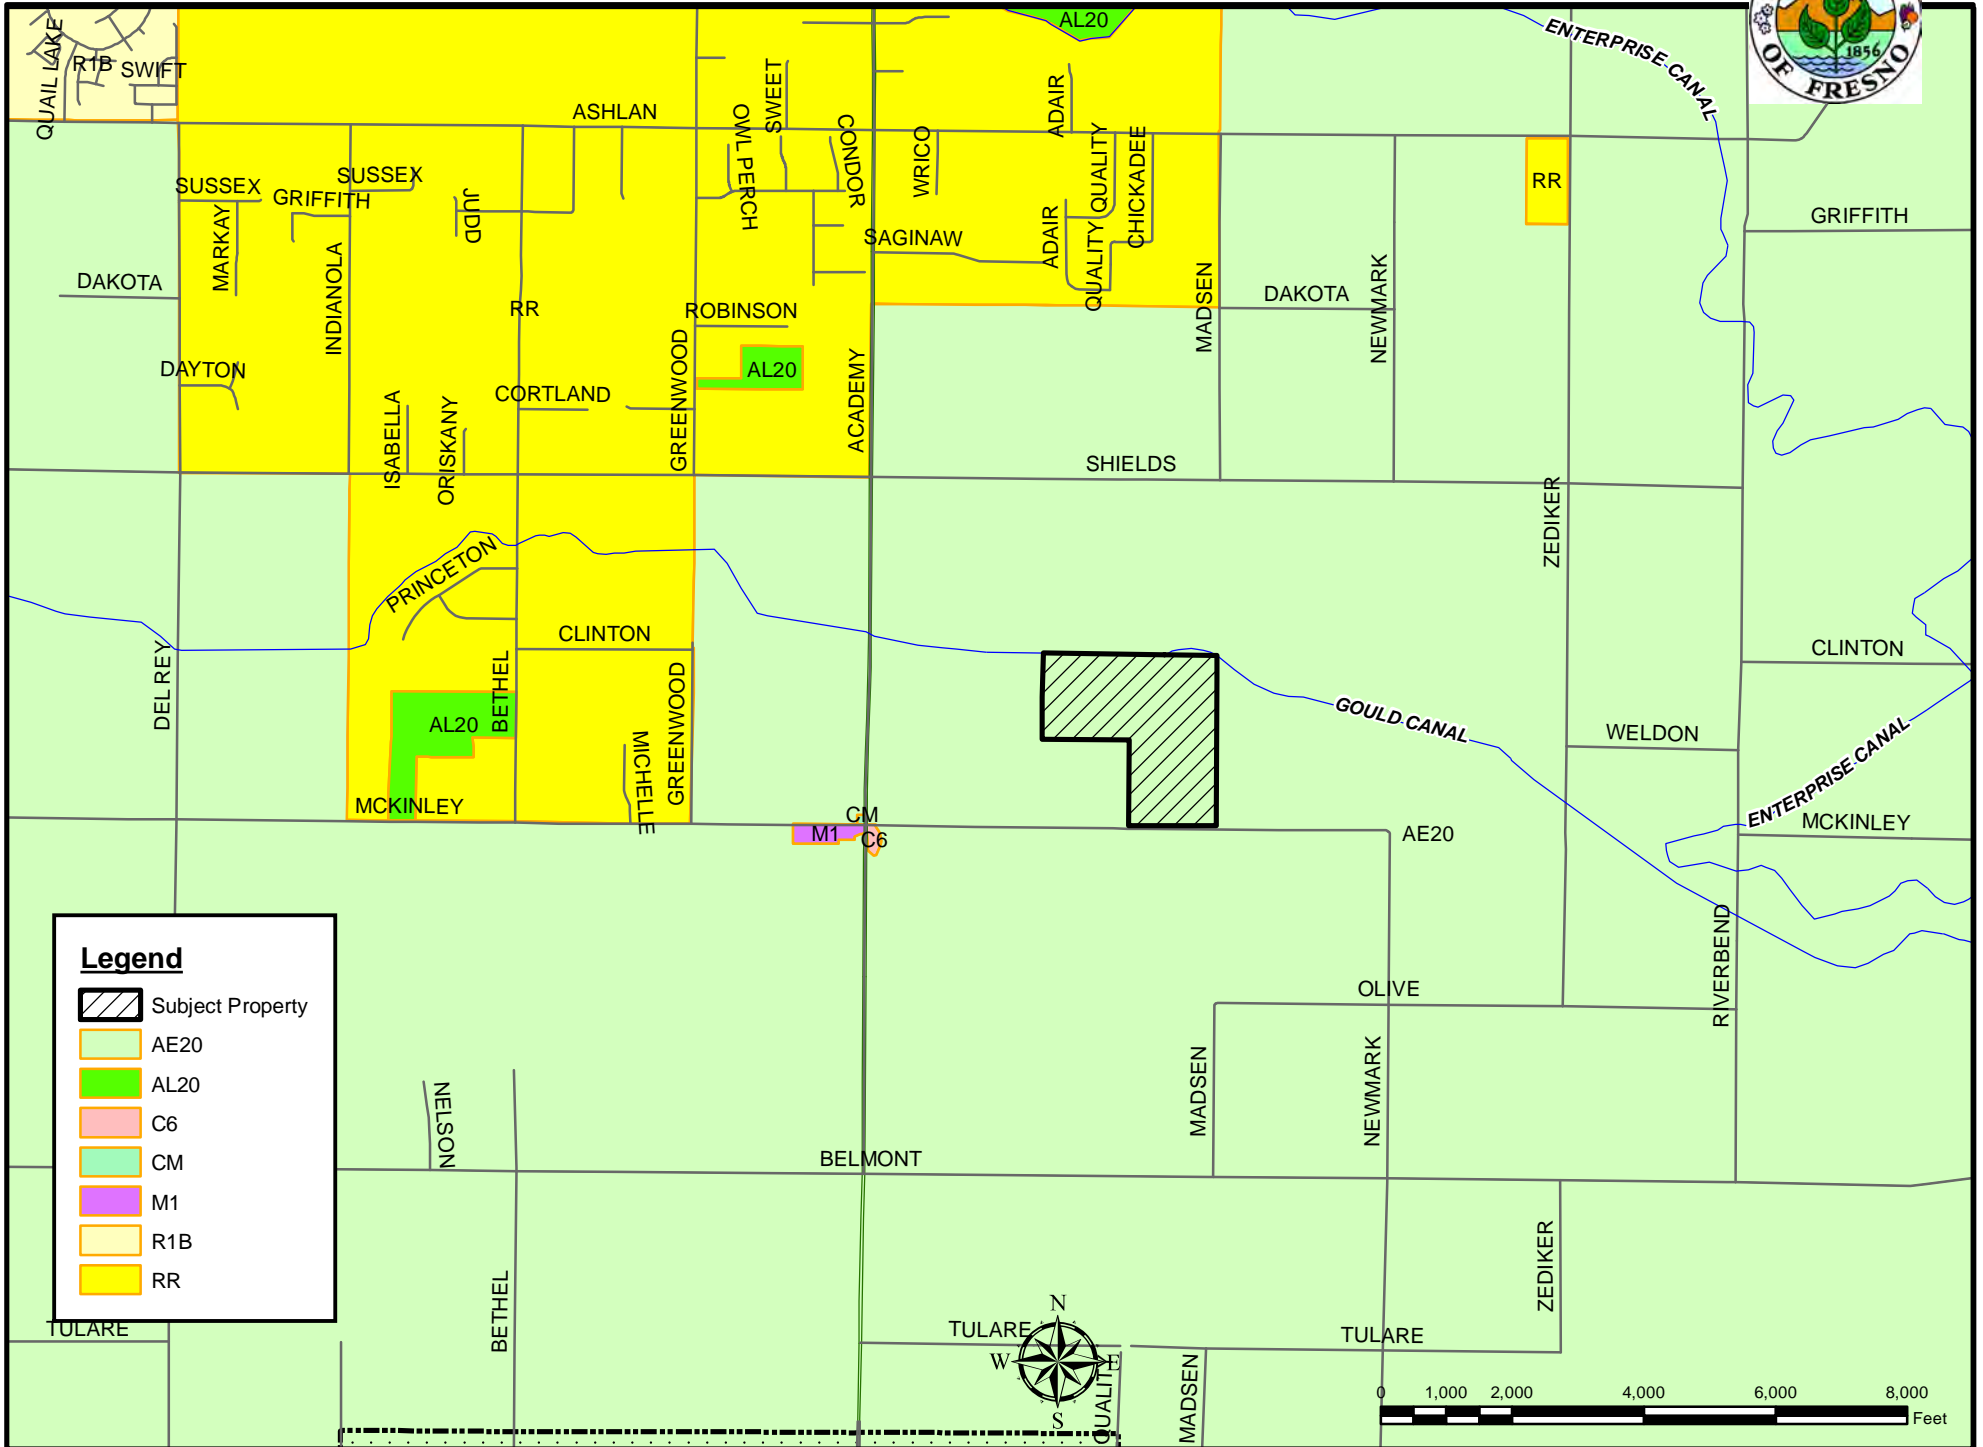 AL20
ENTERPRISE CANAL
1856
OF FRESNO
QUAIL LAKE
R1B
SWIFT
ASHLAN
SWEET
OWL PERCH
CONDOR
WRICO
ADAIR
QUALITY
CHICKADEE
SUSSEX
SUSSEX
GRIFFITH
JUDD
MARKAY
INDIANOLA
RR
GRIFFITH
SAGINAW
ADAIR
QUALITY
MADSEN
DAKOTA
NEWMARK
DAKOTA
RR
ROBINSON
DAYTON
AL20
GREENWOOD
ACADEMY
CORTLAND
ISABELLA
ORISKANY
SHIELDS
ZEDIKER
PRINCETON
CLINTON
CLINTON
DEL REY
BETHEL
GREENWOOD
AL20
MICHELLE
GOULD CANAL
WELDON
ENTERPRISE CANAL
MCKINLEY
CM
M1
C6
AE20
MCKINLEY
RIVERBEND
OLIVE
Legend
Subject Property
AE20
AL20
C6
CM
M1
R1B
RR
NELSON
MADSEN
NEWMARK
BELMONT
BETHEL
ZEDIKER
TULARE
TULARE
TULARE
N
W
E
S
QUALITY
MADSEN
0 1,000 2,000 4,000 6,000 8,000
Feet